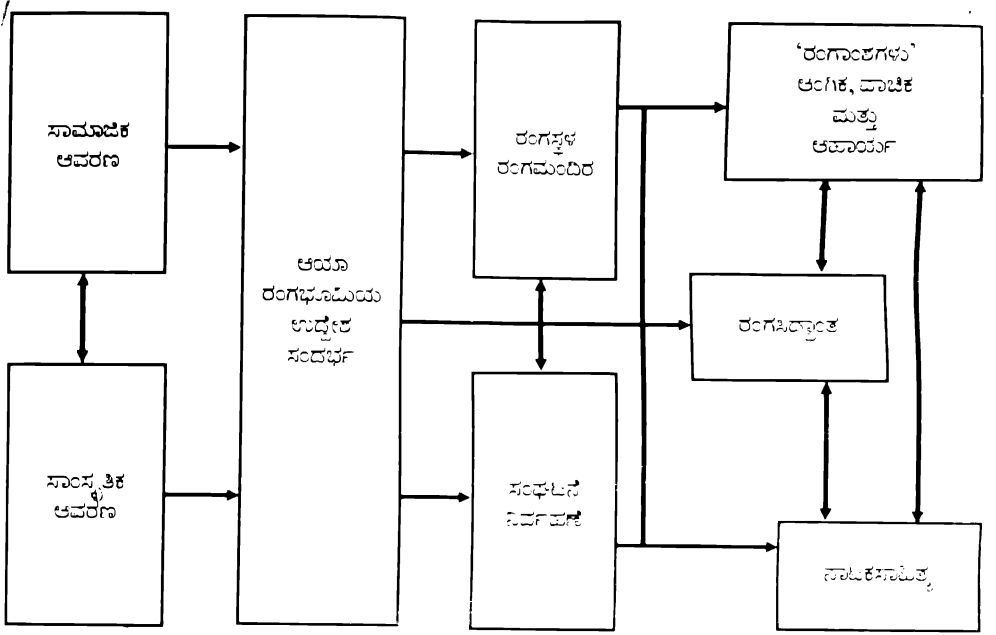 ಸಾಮಾಜಿಕ
ಆವರಣ
ಸಾಂಸ್ಕೃತಿಕ
ಆವರಣ
ಆಯಾ
ರಂಗಭೂಮಿಯ
ಉದ್ದೇಶ
ಸಂದರ್ಭ
ರಂಗಸ್ಥಳ
ರಂಗಮಂದಿರ
ಸಂಘಟನೆ
ನಿರ್ವಹಣೆ
‘ರಂಗಾಂಶಗಳು’
ಆಂಗಿಕ, ವಾಚಿಕ
ಮತ್ತು
ಆಹಾರ್ಯ
ರಂಗಸಿದ್ಧಾಂತ
ನಾಟಕಸಾಹಿತ್ಯ